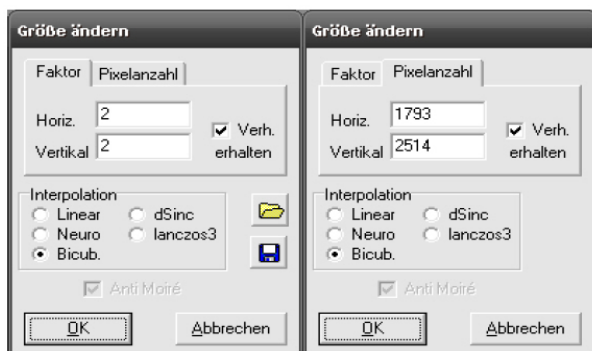 Größe ändern
Faktor Pixelanzahl
Horiz. 2
Vertikal 2
Verh.
erhalten
Interpolation
Linear dSinc
Neuro lanczos3
Bicub.
Anti Moiré
OK Abbrechen
Größe ändern
Faktor Pixelanzahl
Horiz. 1793
Vertikal 2514
Verh.
erhalten
Interpolation
Linear dSinc
Neuro lanczos3
Bicub.
Anti Moiré
OK Abbrechen